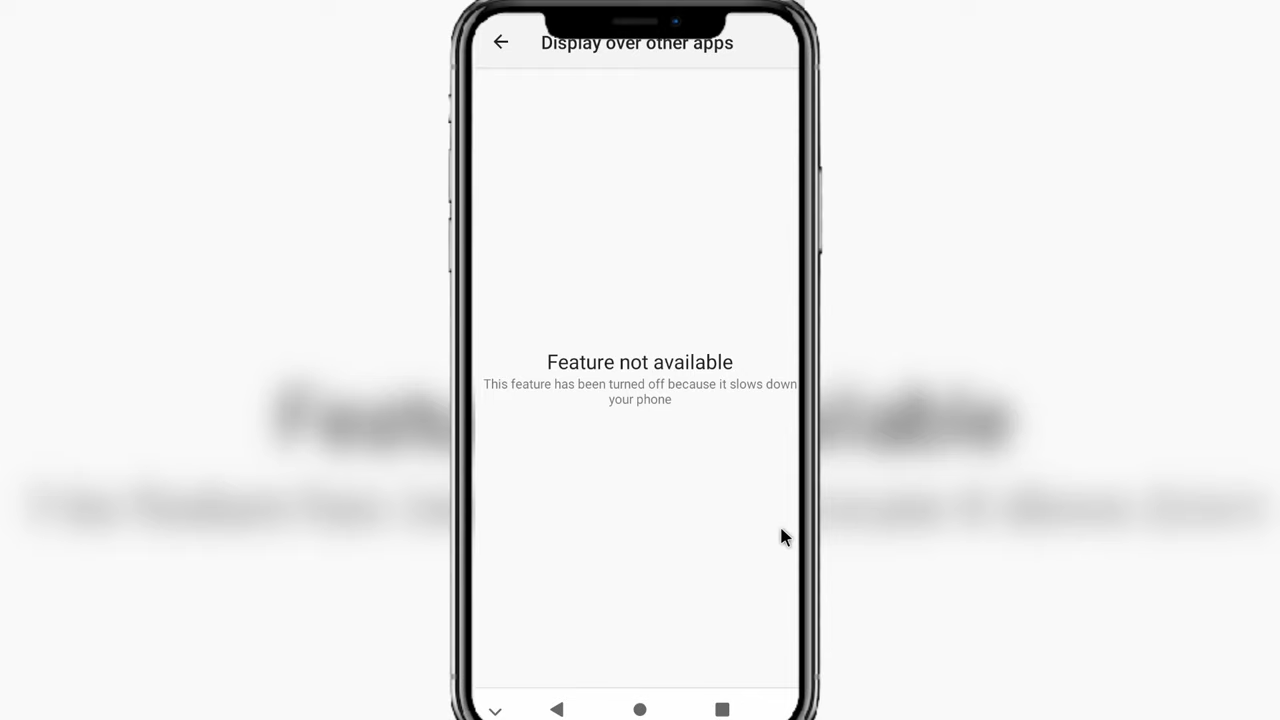 Display over other apps
Feature not available
This feature has been turned off because it slows down
your phone